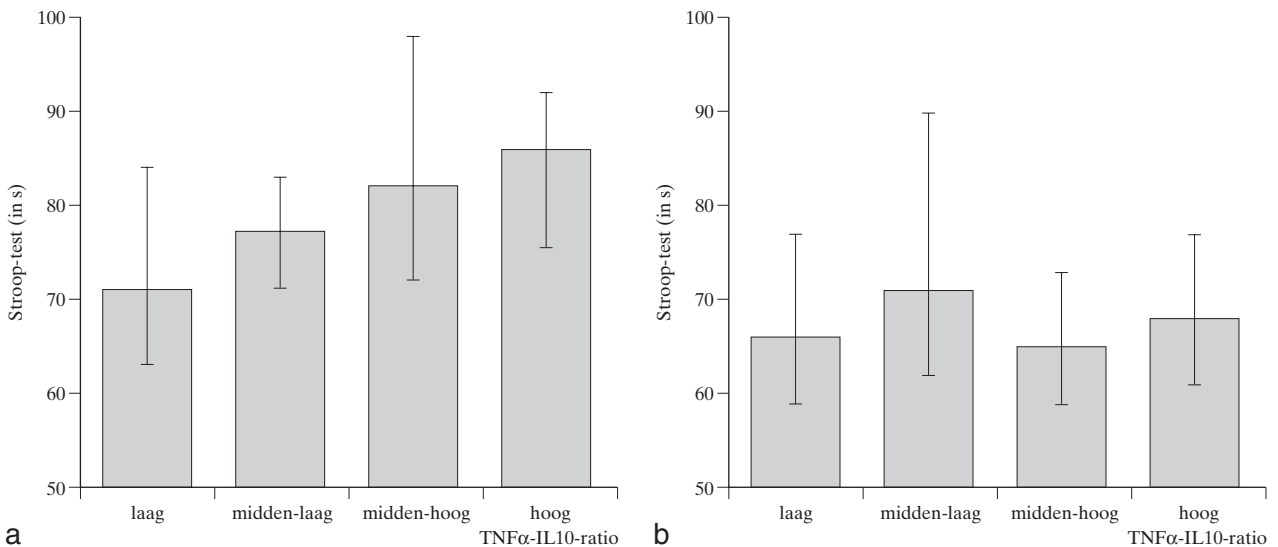 100
90
80
70
60
50
Stroop-test (in s)
laag
midden-laag
midden-hoog
hoog
TNFα-IL10-ratio
a
100
90
80
70
60
50
Stroop-test (in s)
laag
midden-laag
midden-hoog
hoog
TNFα-IL10-ratio
b